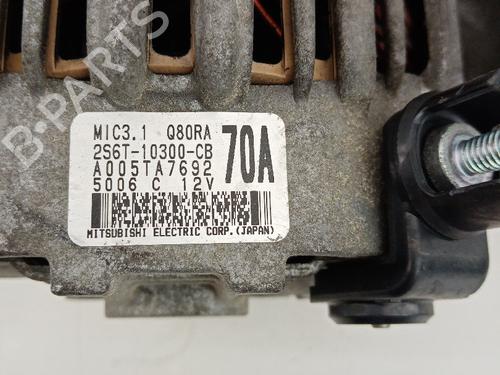 B-PARTS
MIC3.1 Q80RA
2S6T-10300-CB
70A
A005TA7692
5006 C 12V
MITSUBISHI ELECTRIC CORP.(JAPAN)